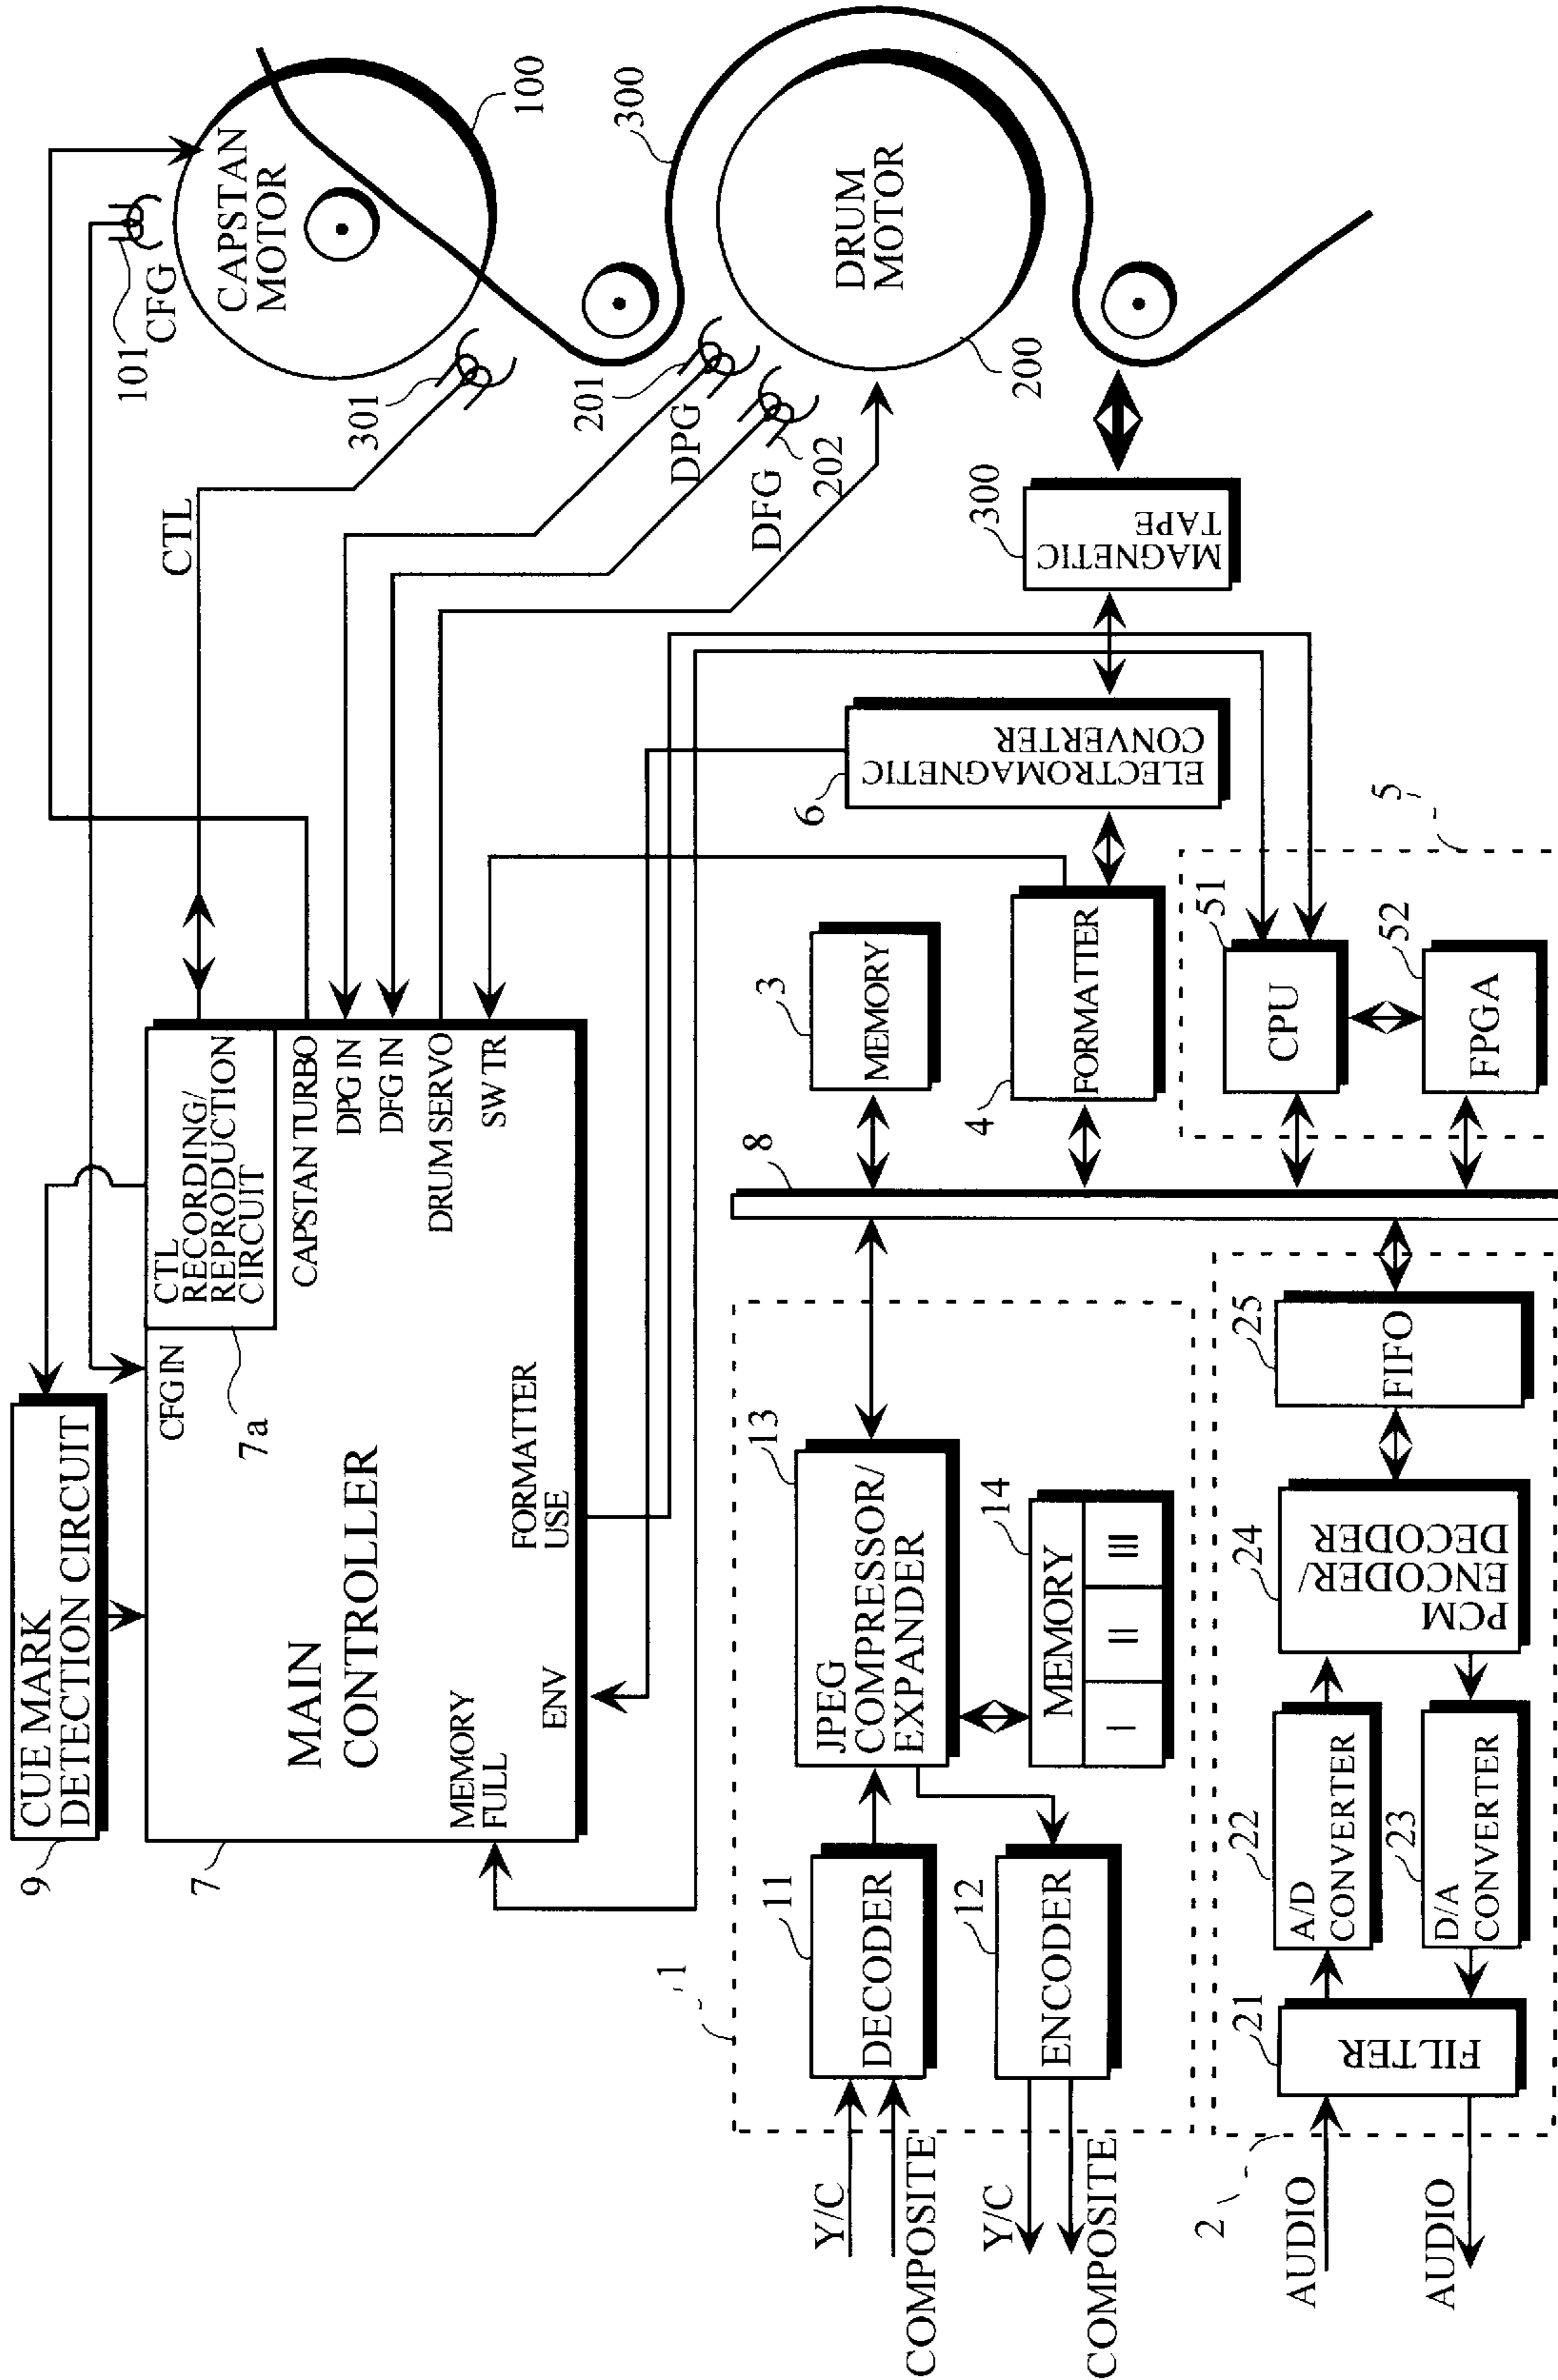 9
CUE MARK
DETECTION CIRCUIT
7
MAIN
CONTROLLER
CFG IN
7a
CTL
RECORDING/
REPRODUCTION
CIRCUIT
CAPSTAN TURBO
DPG IN
DFG IN
DRUM SERVO
SW TR
MEMORY
FULL
ENV
FORMATTER
USE
CTL
101
CFG
CAPSTAN
MOTOR
100
301
201
DPG
DFG
202
300
DRUM
MOTOR
200
1
Y/C
COMPOSITE
11
DECODER
Y/C
COMPOSITE
12
ENCODER
13
JPEG
COMPRESSOR/
EXPANDER
14
MEMORY
I
II
III
8
3
MEMORY
4
FORMATTER
6
ELECTROMAGNETIC
CONVERTER
300
MAGNETIC
TAPE
5
51
CPU
52
FPGA
2
AUDIO
AUDIO
21
FILTER
22
A/D
CONVERTER
23
D/A
CONVERTER
24
PCM
ENCODER/
DECODER
25
FIFO